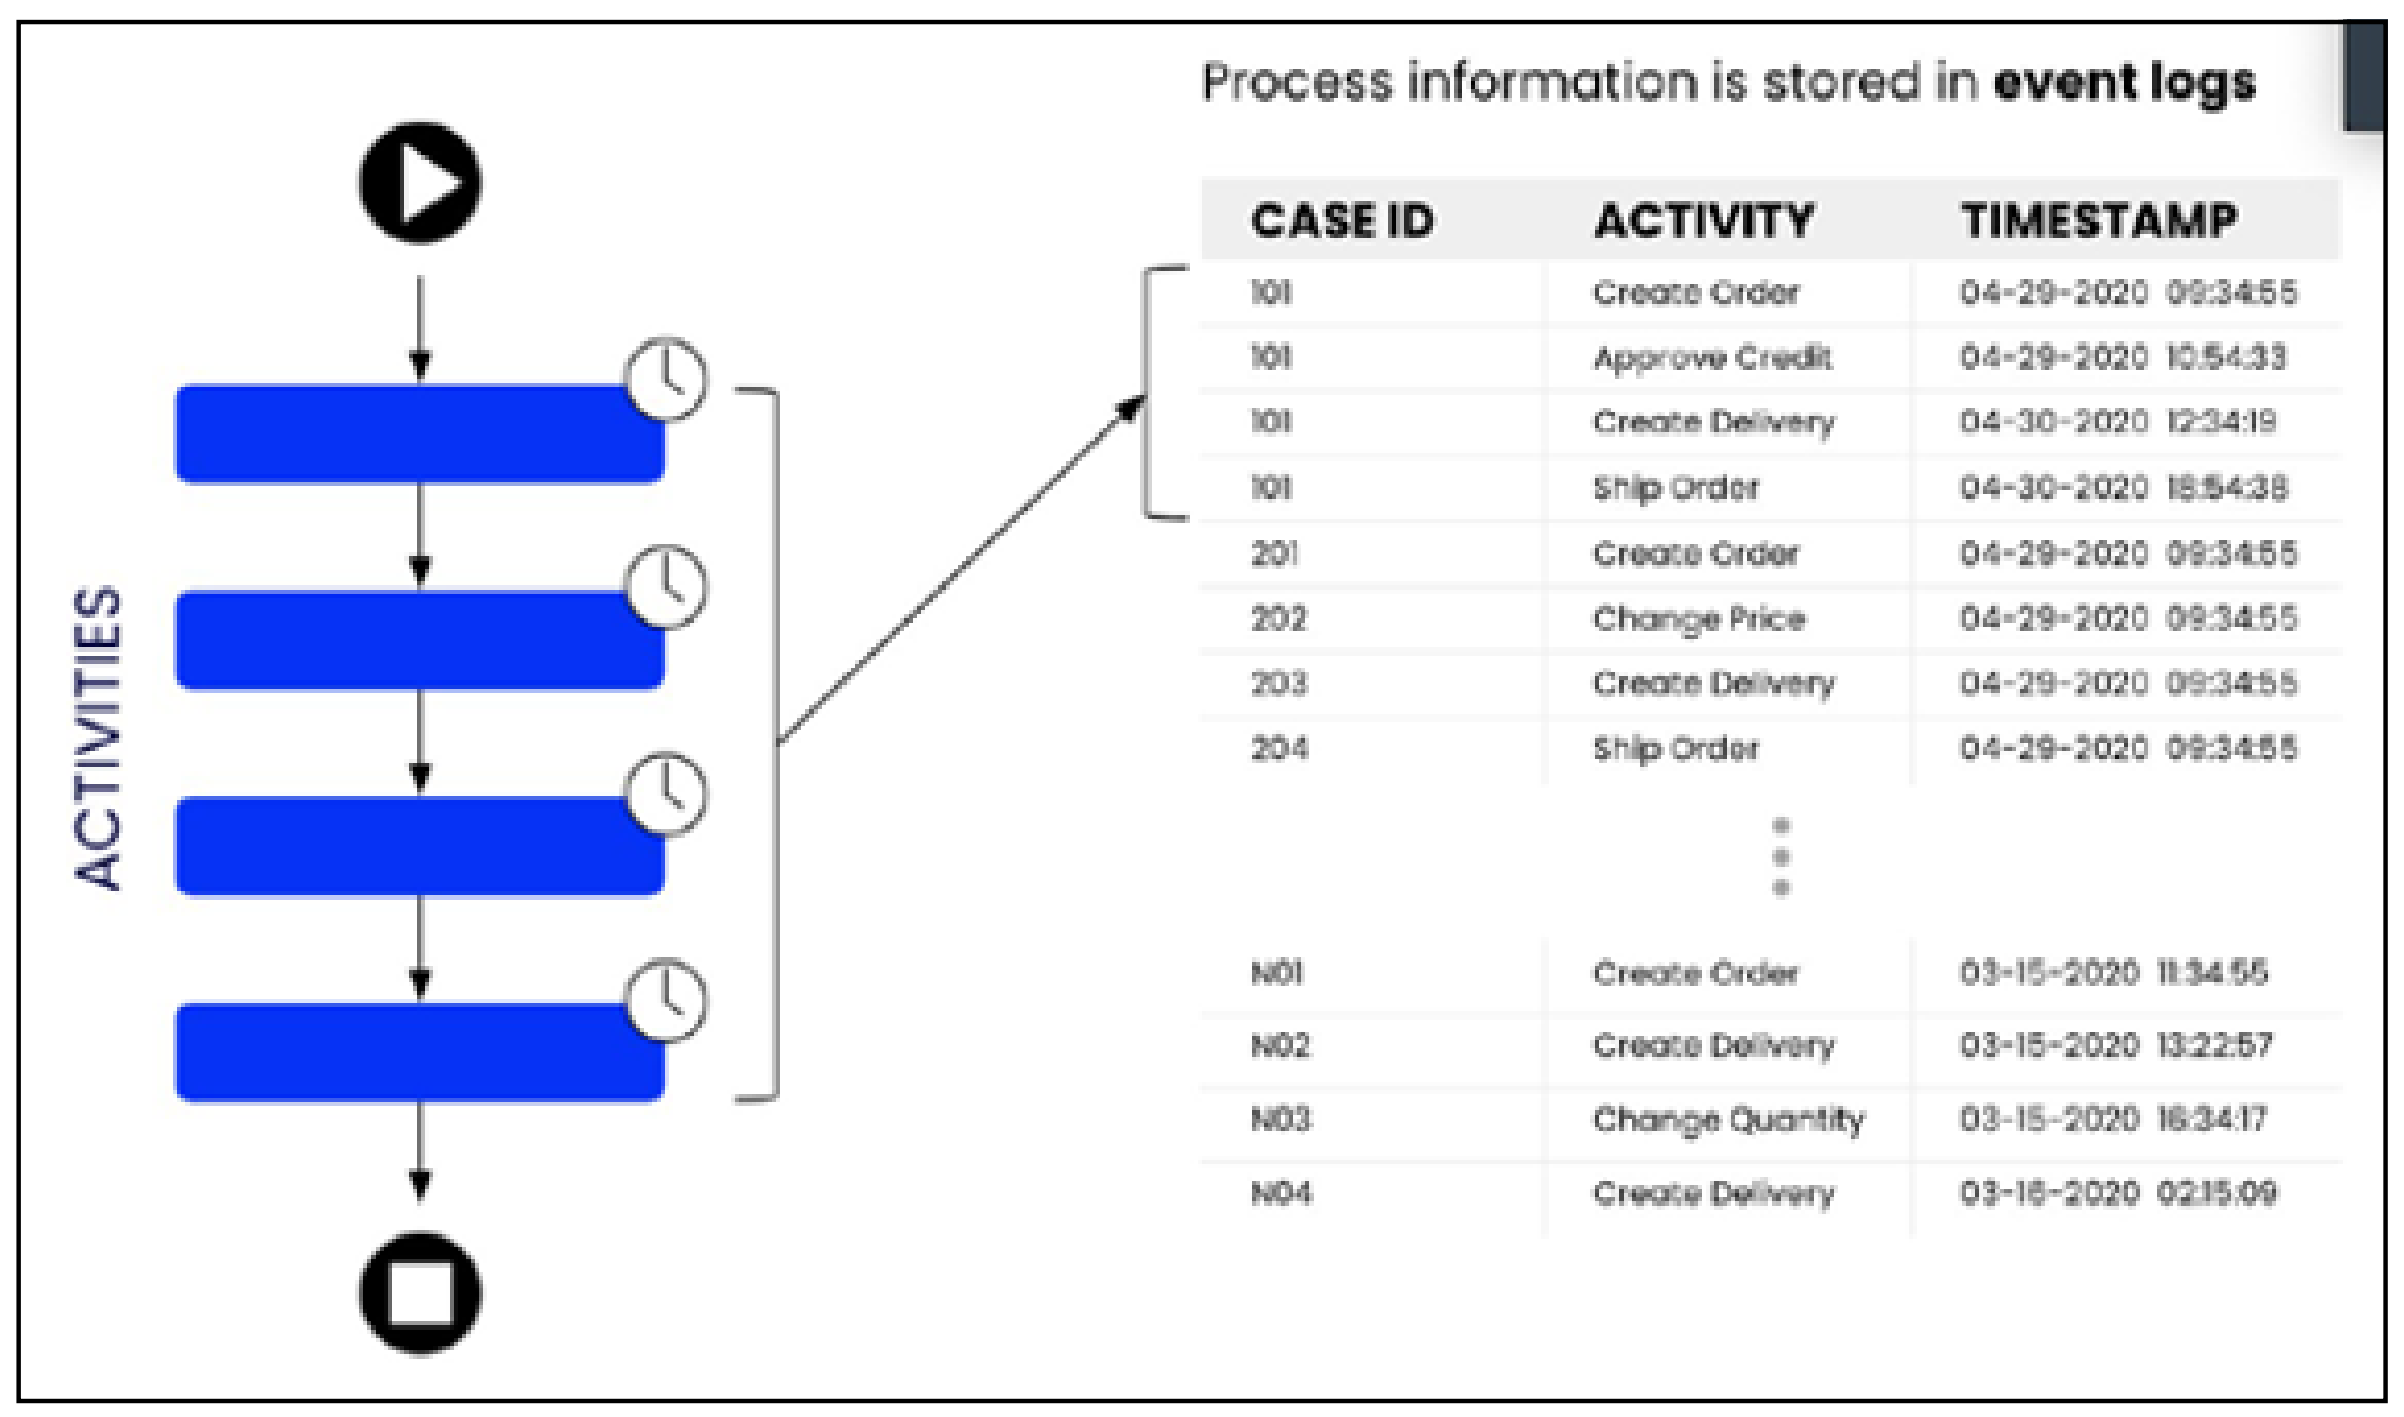 Process information is stored in event logs
CASE ID ACTIVITY TIMESTAMP
101 Create Order 04-29-2020 09:34:55
101 Approve Credit 04-29-2020 10:54:33
101 Create Delivery 04-30-2020 12:34:19
101 Ship Order 04-30-2020 18:54:38
201 Create Order 04-29-2020 09:34:55
202 Change Price 04-29-2020 09:34:55
203 Create Delivery 04-29-2020 09:34:55
204 Ship Order 04-29-2020 09:34:55
N01 Create Order 03-15-2020 11:34:55
N02 Create Delivery 03-15-2020 13:22:57
N03 Change Quantity 03-15-2020 16:34:17
N04 Create Delivery 03-16-2020 02:15:09
ACTIVITIES